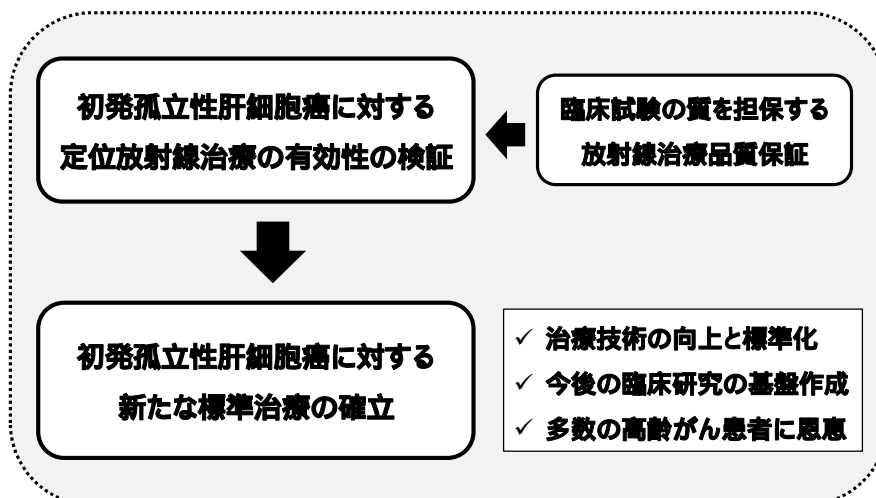 初発孤立性肝細胞癌に対する
定位放射線治療の有効性の検証
臨床試験の質を担保する
放射線治療品質保証
初発孤立性肝細胞癌に対する
新たな標準治療の確立
✓ 治療技術の向上と標準化
✓ 今後の臨床研究の基盤作成
✓ 多数の高齢がん患者に恩恵